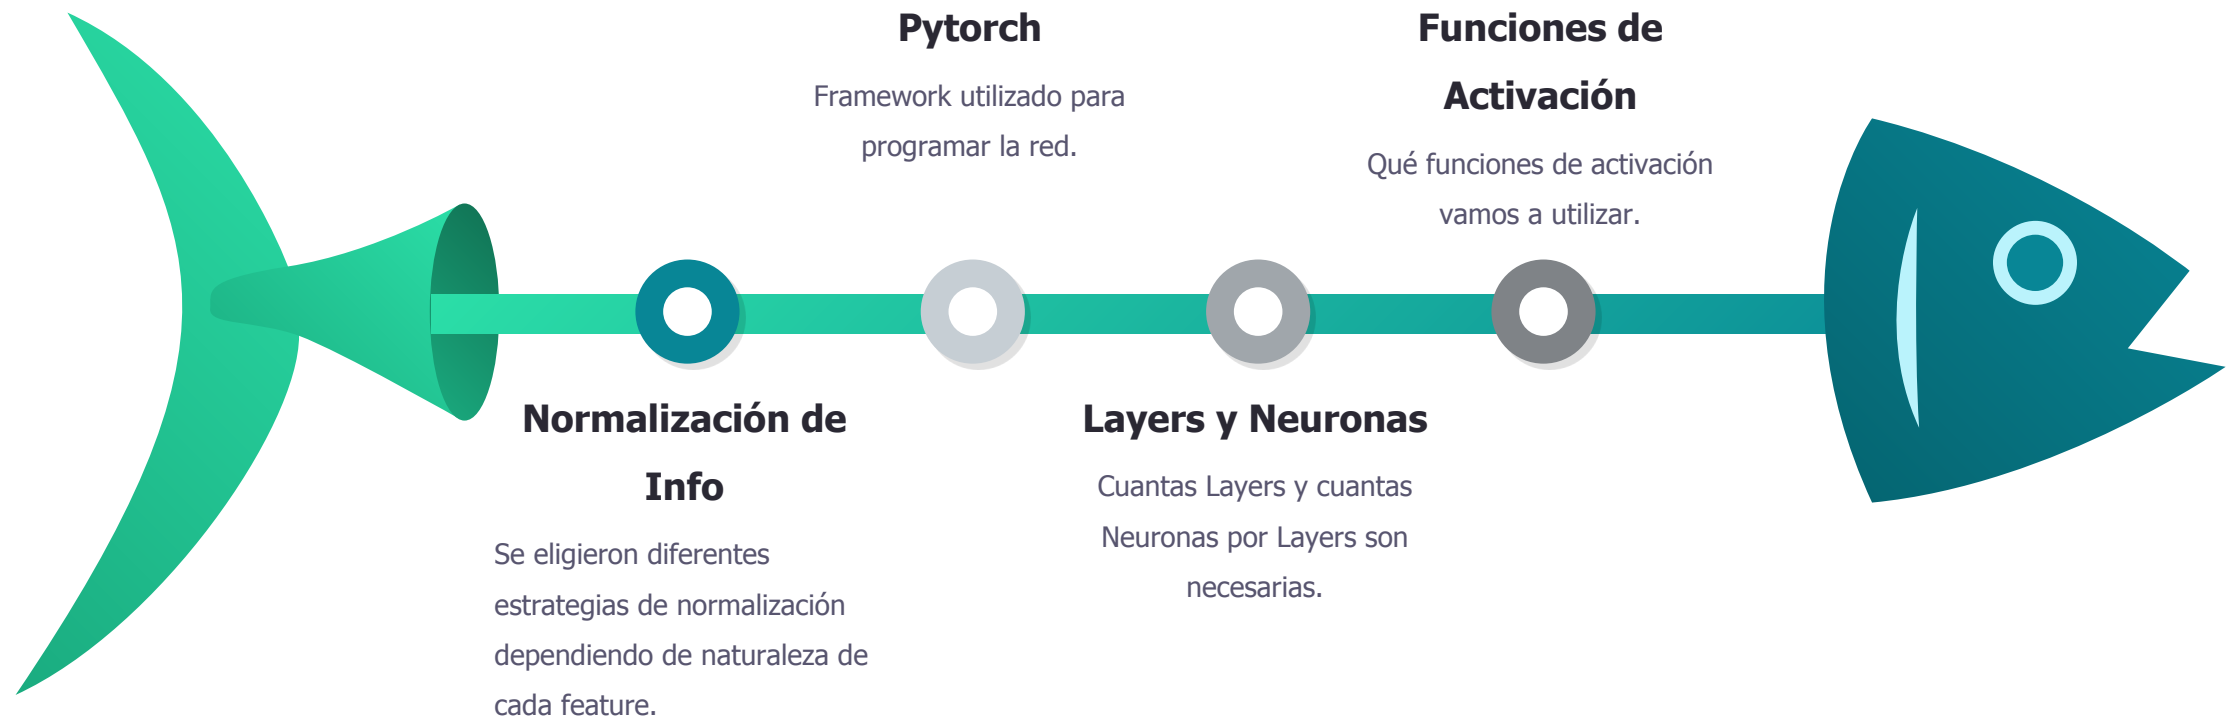 Pytorch
Framework utilizado para
programar la red.
Funciones de
Activación
Qué funciones de activación
vamos a utilizar.
Normalización de
Info
Se eligieron diferentes
estrategias de normalización
dependiendo de naturaleza de
cada feature.
Layers y Neuronas
Cuantas Layers y cuantas
Neuronas por Layers son
necesarias.